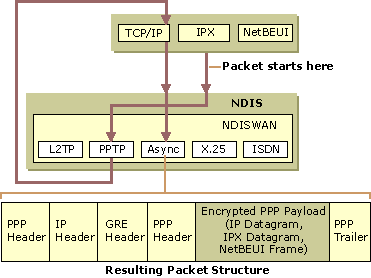 TCP/IP IPX NetBEUI
Packet starts here
NDIS
NDISWAN
L2TP PPTP Async X.25 ISDN
PPP Header
IP Header
GRE Header
PPP Header
Encrypted PPP Payload
(IP Datagram,
IPX Datagram,
NetBEUI Frame)
PPP Trailer
Resulting Packet Structure